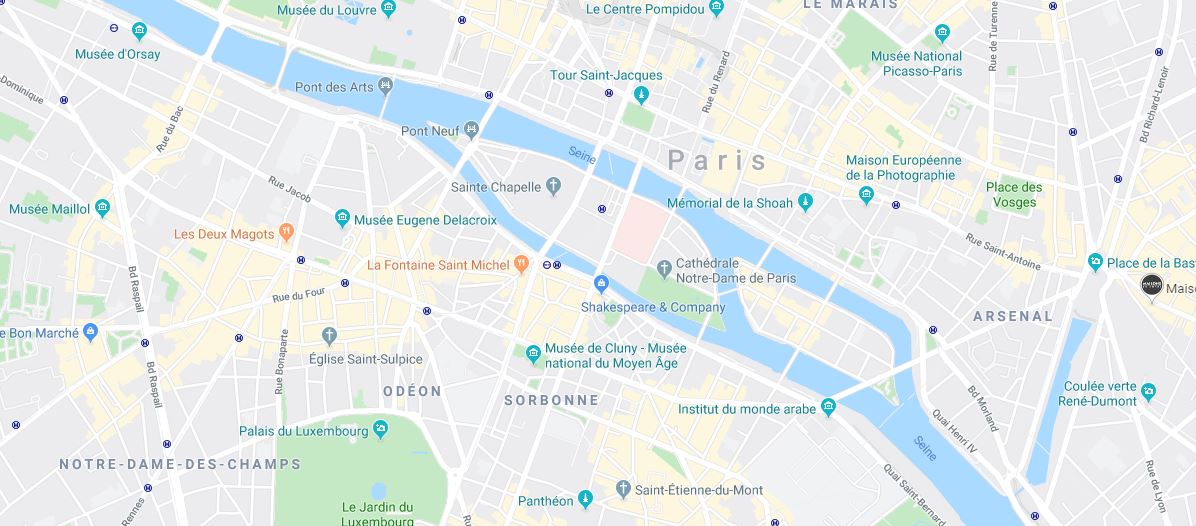 Musée du Louvre
Le Centre Pompidou
LE MARAIS
Musée d'Orsay
Musée National
Picasso-Paris
Rue de Turenne
Tour Saint-Jacques
Pont des Arts
Rue du Renard
Bd Richard-Lenoir
-Dominique
Rue du Bac
Pont Neuf
Seine
Paris
Maison Européenne
de la Photographie
Rue Jacob
Sainte Chapelle
Place des
Vosges
Musée Maillol
Musée Eugene Delacroix
Mémorial de la Shoah
Les Deux Magots
Rue Saint-Antoine
La Fontaine Saint Michel
Cathédrale
Notre-Dame de Paris
Place de la Bast
Bd Raspail
Rue du Four
Shakespeare & Company
Maiso
ARSENAL
e Bon Marché
Rue Bonaparte
Église Saint-Sulpice
Musée de Cluny - Musée
national du Moyen Âge
Bd Raspail
ODÉON
SORBONNE
Institut du monde arabe
Bd Morland
Coulée verte
René-Dumont
Quai Henri IV
Palais du Luxembourg
Seine
NOTRE-DAME-DES-CHAMPS
Quai Saint-Bernard
Rue de Lyon
Rennes
Le Jardin du
Luxembourg
Panthéon
Saint-Étienne-du-Mont